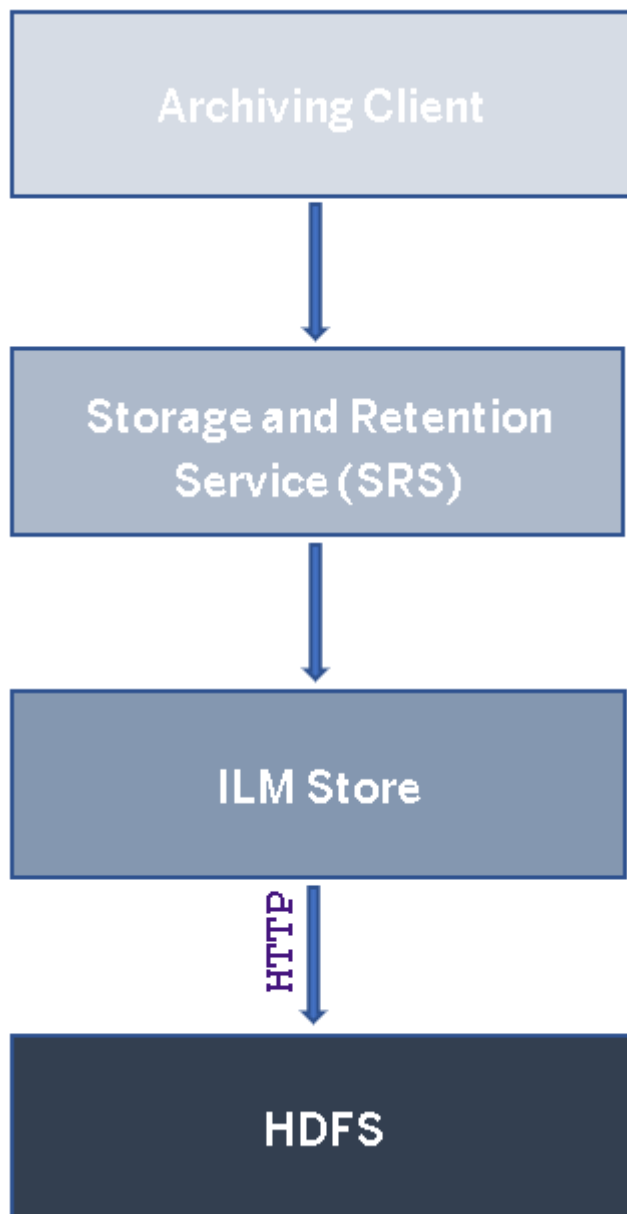 Archiving Client
Storage and Retention
Service (SRS)
ILM Store
HTTP
HDFS